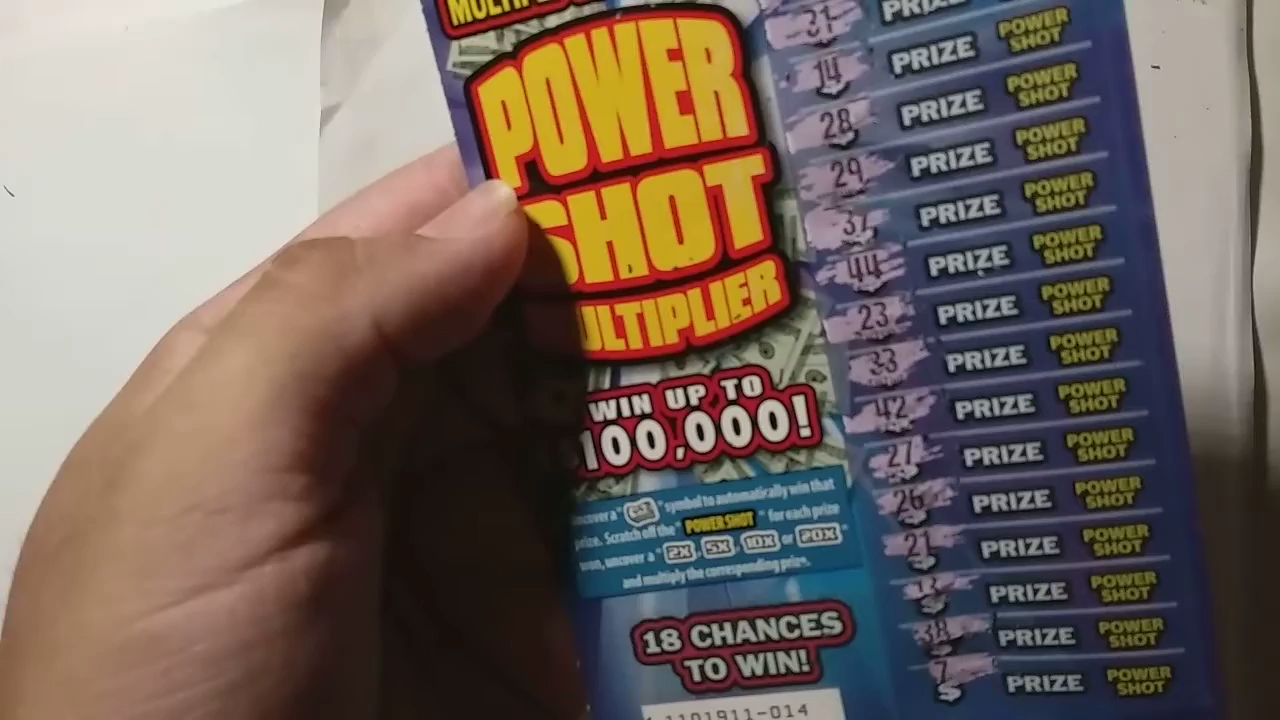 POWER
SHOT
MULTIPLIER
WIN UP TO
100,000!
symbol to automatically win that
prize. Scratch off the "POWER SHOT" for each prize
won, uncover a "2X, 5X, 10X or 20X"
and multiply the corresponding prize.
18 CHANCES
TO WIN!
1101911-014
31 PRIZE
14 PRIZE POWER SHOT
28 PRIZE POWER SHOT
29 PRIZE POWER SHOT
37 PRIZE POWER SHOT
44 PRIZE POWER SHOT
23 PRIZE POWER SHOT
33 PRIZE POWER SHOT
42 PRIZE POWER SHOT
27 PRIZE POWER SHOT
26 PRIZE POWER SHOT
21 PRIZE POWER SHOT
PRIZE POWER SHOT
38 PRIZE POWER SHOT
7 PRIZE POWER SHOT